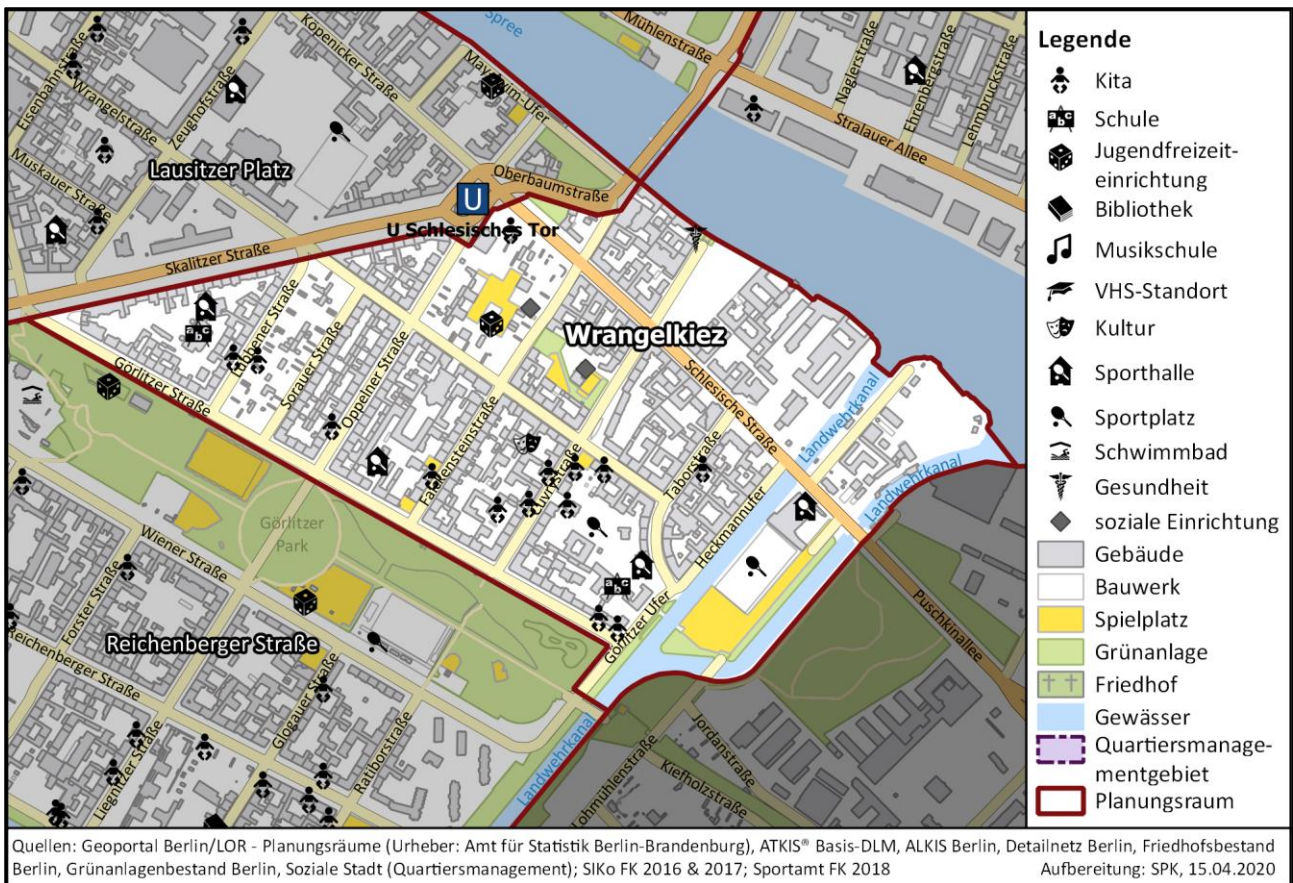 Spree
Mühlenstraße
Köpenicker Straße
May-Ayim-Ufer
Eisenbahnstraße
Wrangelstraße
Zeughofstraße
Naglerstraße
Ehrenbergstraße
Lehmbruckstraße
Stralauer Allee
Muskauer Straße
Lausitzer Platz
Oberbaumstraße
U
U Schlesisches Tor
Skalitzer Straße
Wrangelkiez
Görlitzer Straße
Lübbener Straße
Sorauer Straße
Oppelner Straße
Falckensteinstraße
Cuvrystraße
Taborstraße
Schlesische Straße
Heckmannufer
Landwehrkanal
Landwehrkanal
Görlitzer
Park
Wiener Straße
Görlitzer Ufer
Puschkinallee
Forster Straße
Reichenberger Straße
Reichenberger Straße
Glogauer Straße
Ratiborstraße
Liegnitzer Straße
Landwehrkanal
Lohmühlenstraße
Jordanstraße
Kiefholzstraße
Legende
Kita
abc
Schule
Jugendfreizeit-
einrichtung
Bibliothek
Musikschule
VHS-Standort
Kultur
Sporthalle
Sportplatz
Schwimmbad
Gesundheit
soziale Einrichtung
Gebäude
Bauwerk
Spielplatz
Grünanlage
Friedhof
Gewässer
Quartiersmanage-
mentgebiet
Planungsraum
Quellen: Geoportal Berlin/LOR - Planungsräume (Urheber: Amt für Statistik Berlin-Brandenburg), ATKIS® Basis-DLM, ALKIS Berlin, Detailnetz Berlin, Friedhofsbestand
Berlin, Grünanlagenbestand Berlin, Soziale Stadt (Quartiersmanagement); SIKo FK 2016 & 2017; Sportamt FK 2018
Aufbereitung: SPK, 15.04.2020